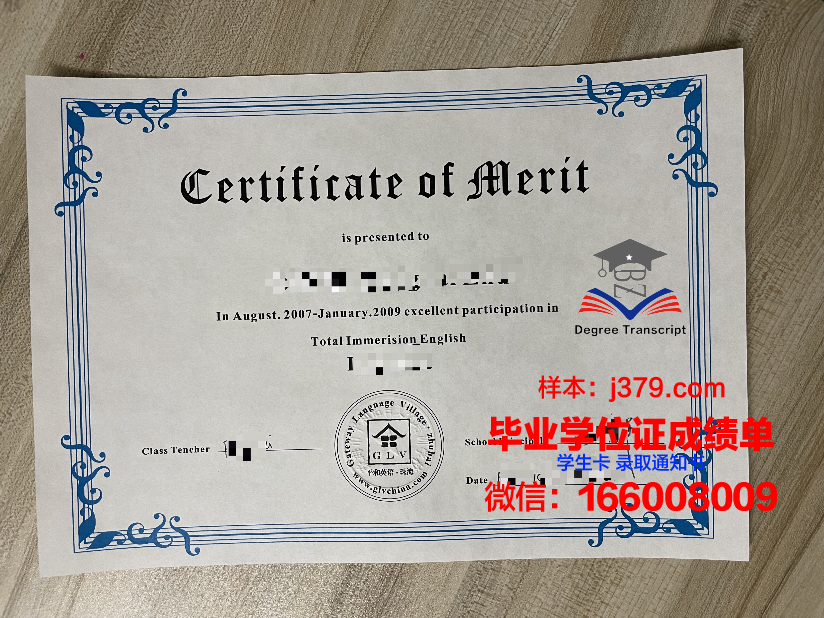 Certificate of Merit
is presented to
In August. 2007-January.2009 excellent participation in
Total Immerision English
BZ
Degree Transcript
样本：j379.com
毕业学位证成绩单
学生卡 录取通知书
微信：166008009
Class Tencher
School
Date
Gateway Language Village · zhuhai
GLV
www.glvchina.com